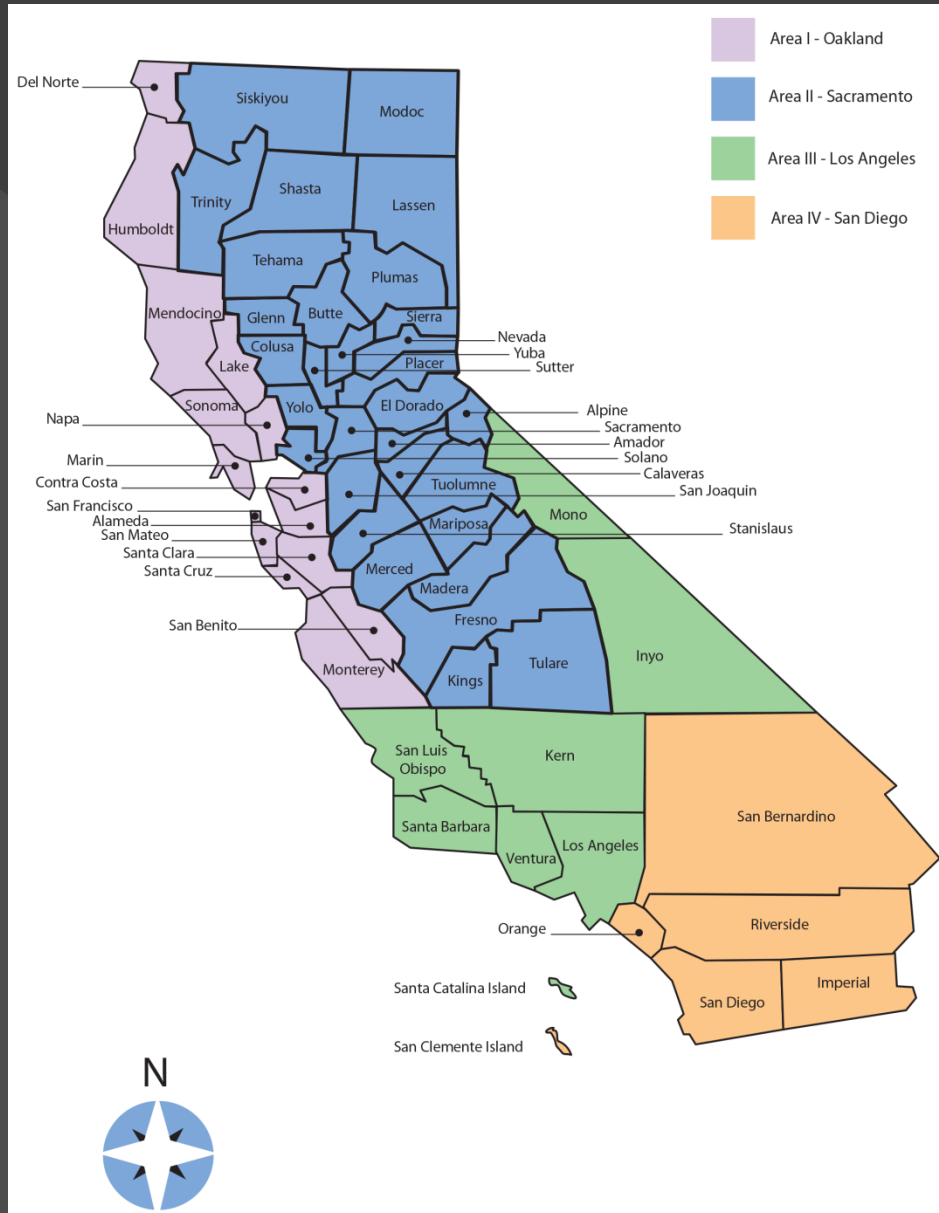 Area I - Oakland
Area II - Sacramento
Area III - Los Angeles
Area IV - San Diego
Del Norte
Siskiyou
Modoc
Trinity
Shasta
Lassen
Humboldt
Tehama
Plumas
Mendocino
Glenn
Butte
Sierra
Nevada
Colusa
Yuba
Lake
Placer
Sutter
Sonoma
Yolo
El Dorado
Alpine
Napa
Sacramento
Amador
Marin
Solano
Calaveras
Contra Costa
Tuolumne
San Joaquin
San Francisco
Mono
Alameda
Mariposa
Stanislaus
San Mateo
Santa Clara
Merced
Santa Cruz
Madera
San Benito
Fresno
Inyo
Monterey
Kings
Tulare
San Luis
Obispo
Kern
San Bernardino
Santa Barbara
Ventura
Los Angeles
Orange
Riverside
Santa Catalina Island
San Diego
Imperial
San Clemente Island
N